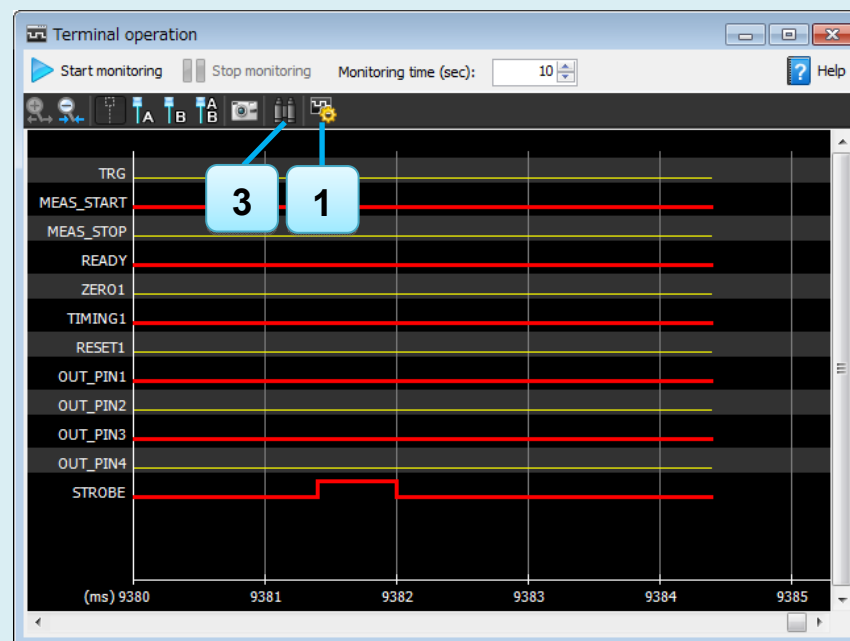 Terminal operation
Start monitoring Stop monitoring Monitoring time (sec): 10 Help
A B A B
TRG
MEAS_START
MEAS_STOP
READY
ZERO1
TIMING1
RESET1
OUT_PIN1
OUT_PIN2
OUT_PIN3
OUT_PIN4
STROBE
3 1
(ms) 9380 9381 9382 9383 9384 9385